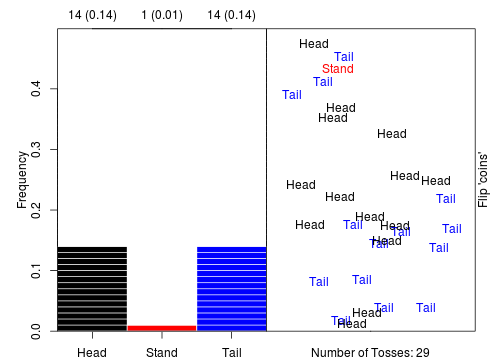 14 (0.14) 1 (0.01) 14 (0.14)
Frequency
0.4
0.3
0.2
0.1
0.0
Head Stand Tail
Head
Tail
Stand
Tail
Tail
Head
Head
Head
Head
Head
Head
Head
Tail
Head
Head
Tail
Head
Tail
Tail
Head
Tail
Tail
Tail
Tail
Tail
Tail
Head
Tail
Head
Number of Tosses: 29
Flip 'coins'